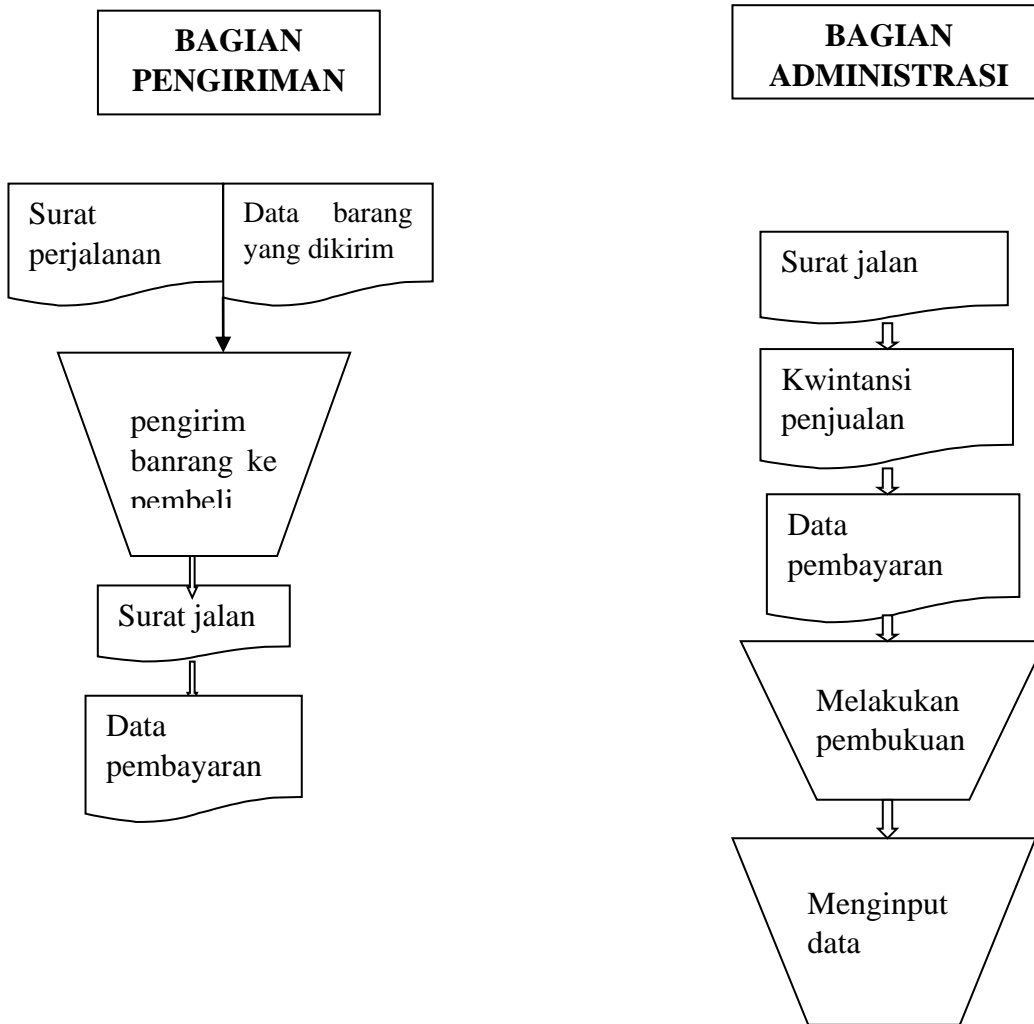 BAGIAN
PENGIRIMAN
Surat
perjalanan
Data barang
yang dikirim
pengirim
banrang ke
pembeli
Surat jalan
Data
pembayaran
BAGIAN
ADMINISTRASI
Surat jalan
Kwintansi
penjualan
Data
pembayaran
Melakukan
pembukuan
Menginput
data